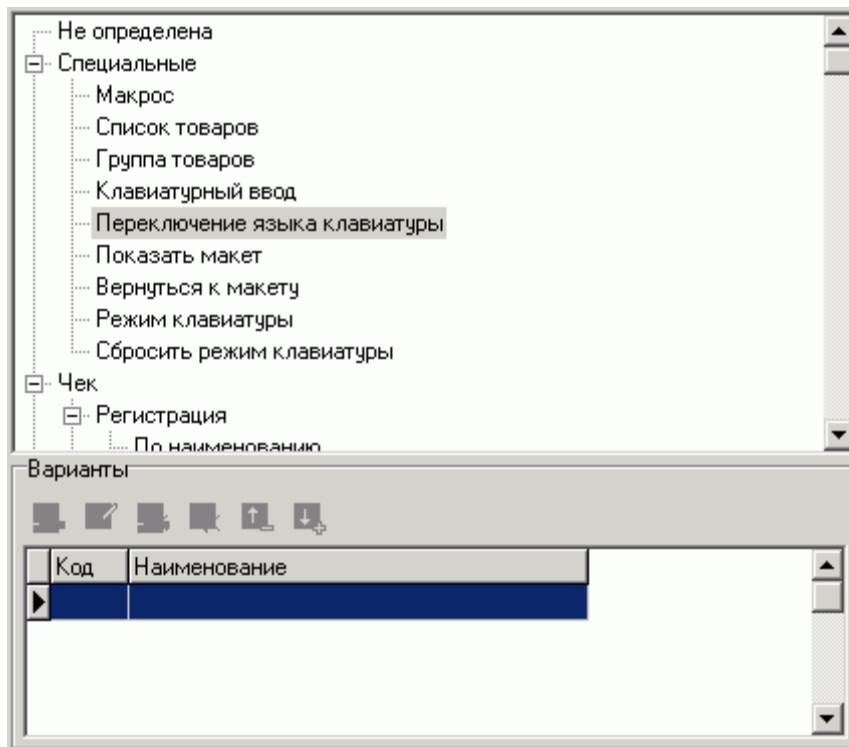 Не определена
Специальные
Макрос
Список товаров
Группа товаров
Клавиатурный ввод
Переключение языка клавиатуры
Показать макет
Вернуться к макету
Режим клавиатуры
Сбросить режим клавиатуры
Чек
Регистрация
По наименованию
Варианты
Код Наименование